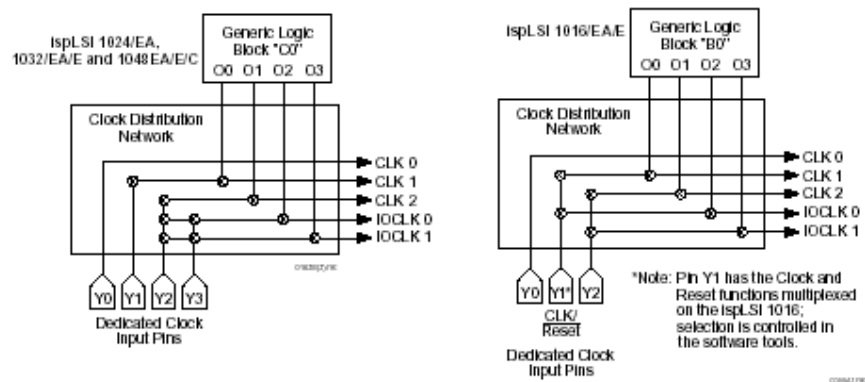 ispLSI 1024/EA,
1032/EA/E and 1048EA/E/C
Generic Logic
Block "C0"
O0 O1 O2 O3
Clock Distribution
Network
CLK 0
CLK 1
CLK 2
IOCLK 0
IOCLK 1
Y0 Y1 Y2 Y3
Dedicated Clock
Input Pins
ispLSI 1016/EA/E
Generic Logic
Block "B0"
O0 O1 O2 O3
Clock Distribution
Network
CLK 0
CLK 1
CLK 2
IOCLK 0
IOCLK 1
Y0 Y1* Y2
CLK/
Reset
Dedicated Clock
Input Pins
*Note: Pin Y1 has the Clock and
Reset functions multiplexed
on the ispLSI 1016;
selection is controlled in
the software tools.